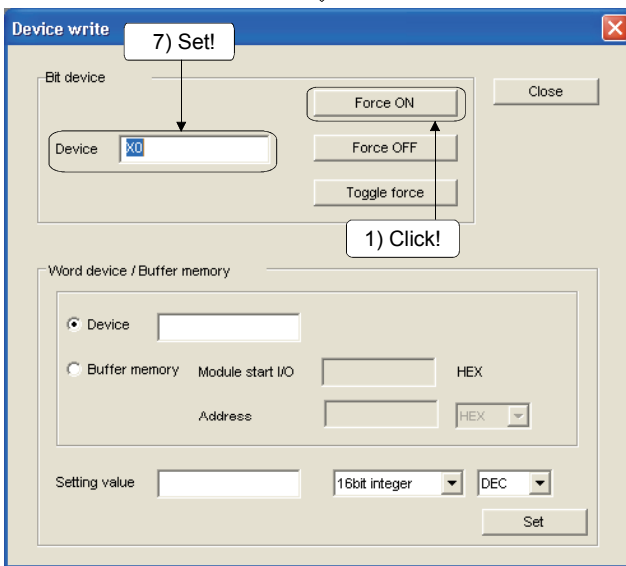 Device write
7) Set!
Bit device
Force ON
Close
Device X0
Force OFF
Toggle force
1) Click!
Word device / Buffer memory
Device
Buffer memory Module start I/O HEX
Address HEX
Setting value 16bit integer DEC
Set